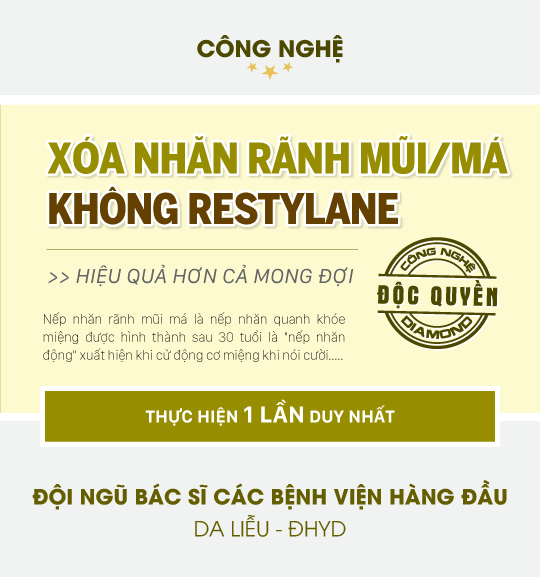 CÔNG NGHỆ
XÓA NHĂN RÃNH MŨI/MÁ
KHÔNG RESTYLANE
>> HIỆU QUẢ HƠN CẢ MONG ĐỢI
CÔNG NGHỆ
ĐỘC QUYỀN
DIAMOND
Nếp nhăn rãnh mũi má là nếp nhăn quanh khóe
miệng được hình thành sau 30 tuổi là "nếp nhăn
động" xuất hiện khi cử động cơ miệng khi nói cười.....
THỰC HIỆN 1 LẦN DUY NHẤT
ĐỘI NGŨ BÁC SĨ CÁC BỆNH VIỆN HÀNG ĐẦU
DA LIỄU - ĐHYD